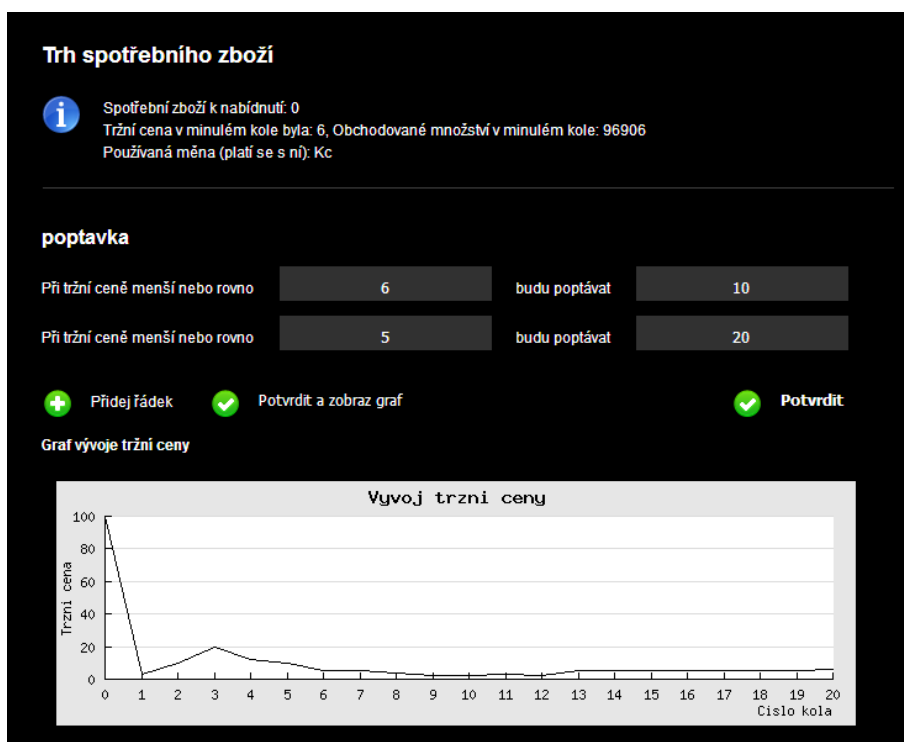 Trh spotřebního zboží
Spotřební zboží k nabídnutí: 0
Tržní cena v minulém kole byla: 6, Obchodované množství v minulém kole: 96906
Používaná měna (platí se s ní): Kc
poptavka
Při tržní ceně menší nebo rovno 6 budu poptávat 10
Při tržní ceně menší nebo rovno 5 budu poptávat 20
Přidej řádek Potvrdit a zobraz graf Potvrdit
Graf vývoje tržní ceny
Vyvoj trzni ceny
100
80
60
40
20
0
Trzni cena
0 1 2 3 4 5 6 7 8 9 10 11 12 13 14 15 16 17 18 19 20
Cislo kola